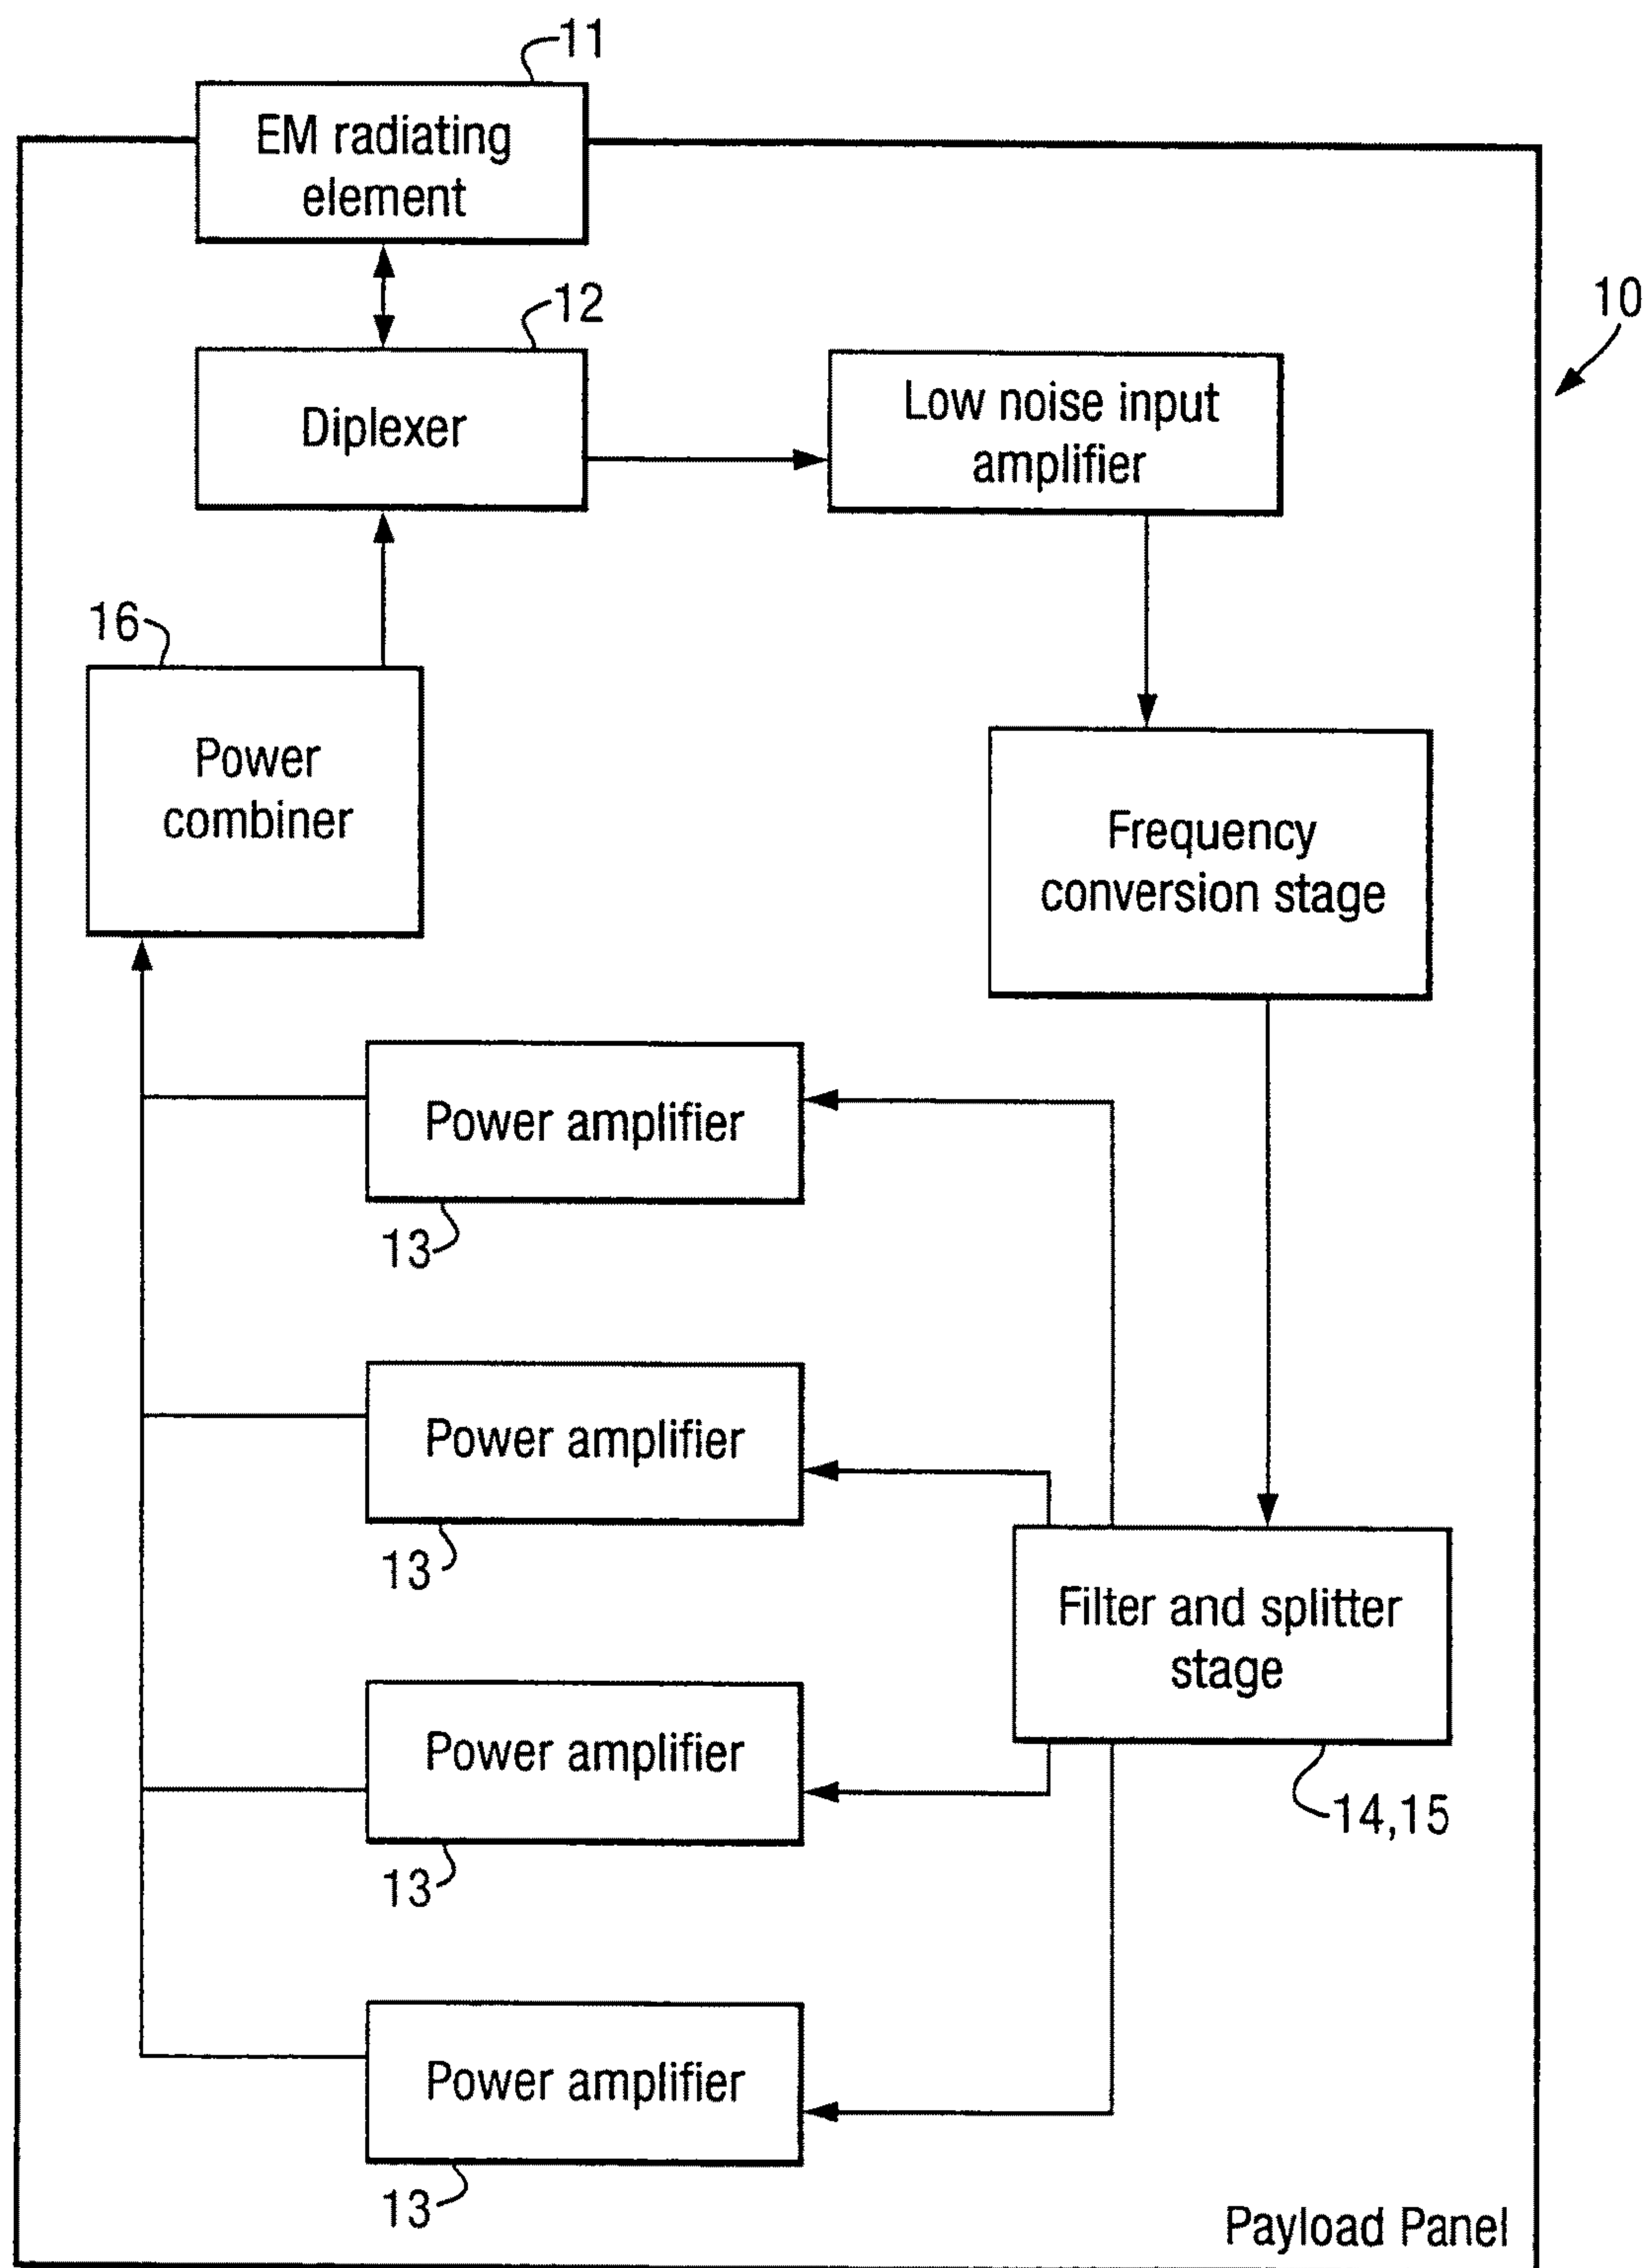 11
EM radiating
element
10
12
Diplexer
Low noise input
amplifier
16
Power
combiner
Frequency
conversion stage
Power amplifier
13
Power amplifier
13
Filter and splitter
stage
14,15
Power amplifier
13
Power amplifier
13
Payload Panel